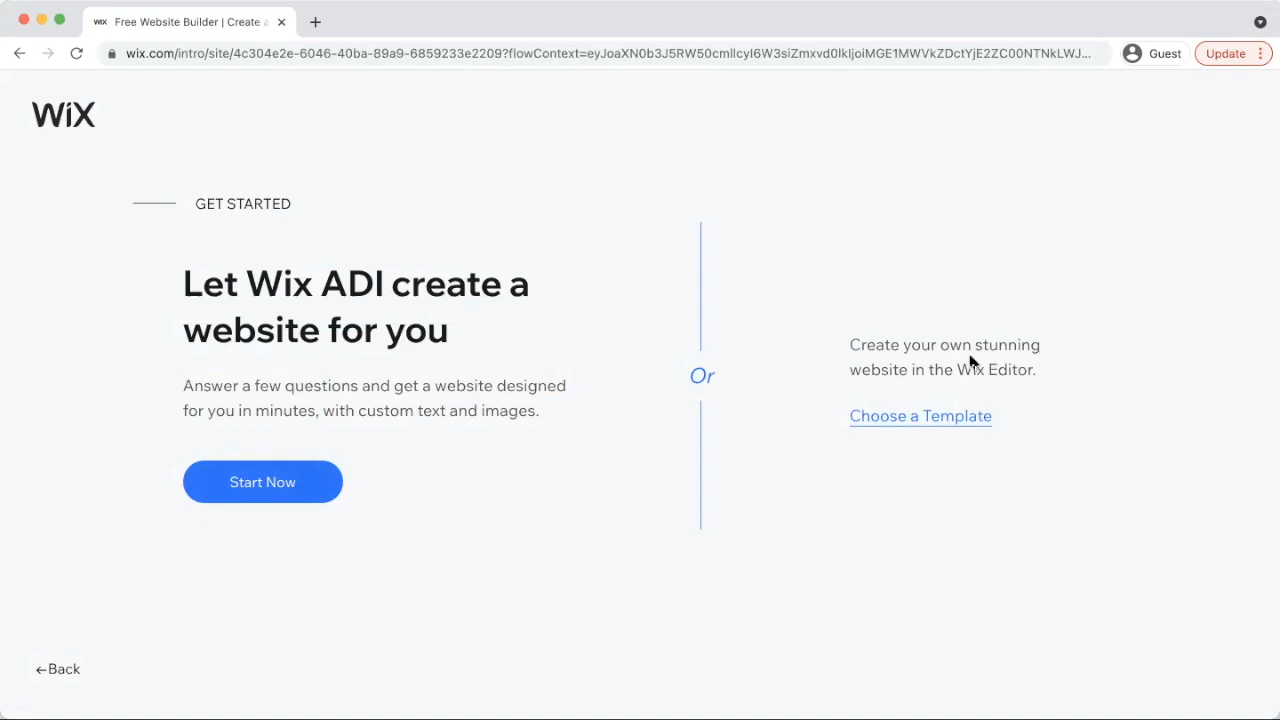 WiX Free Website Builder | Create a
wix.com/intro/site/4c304e2e-6046-40ba-89a9-6859233e2209?flowContext=eyJoaXN0b3J5RW50cmllcyI6W3siZmxvd0lkIjoiMGE1MWVkZDctYjE2ZC00NTNkLWJ...
Guest
Update
WiX
GET STARTED
Let Wix ADI create a
website for you
Answer a few questions and get a website designed
for you in minutes, with custom text and images.
Start Now
Or
Create your own stunning
website in the Wix Editor.
Choose a Template
←Back